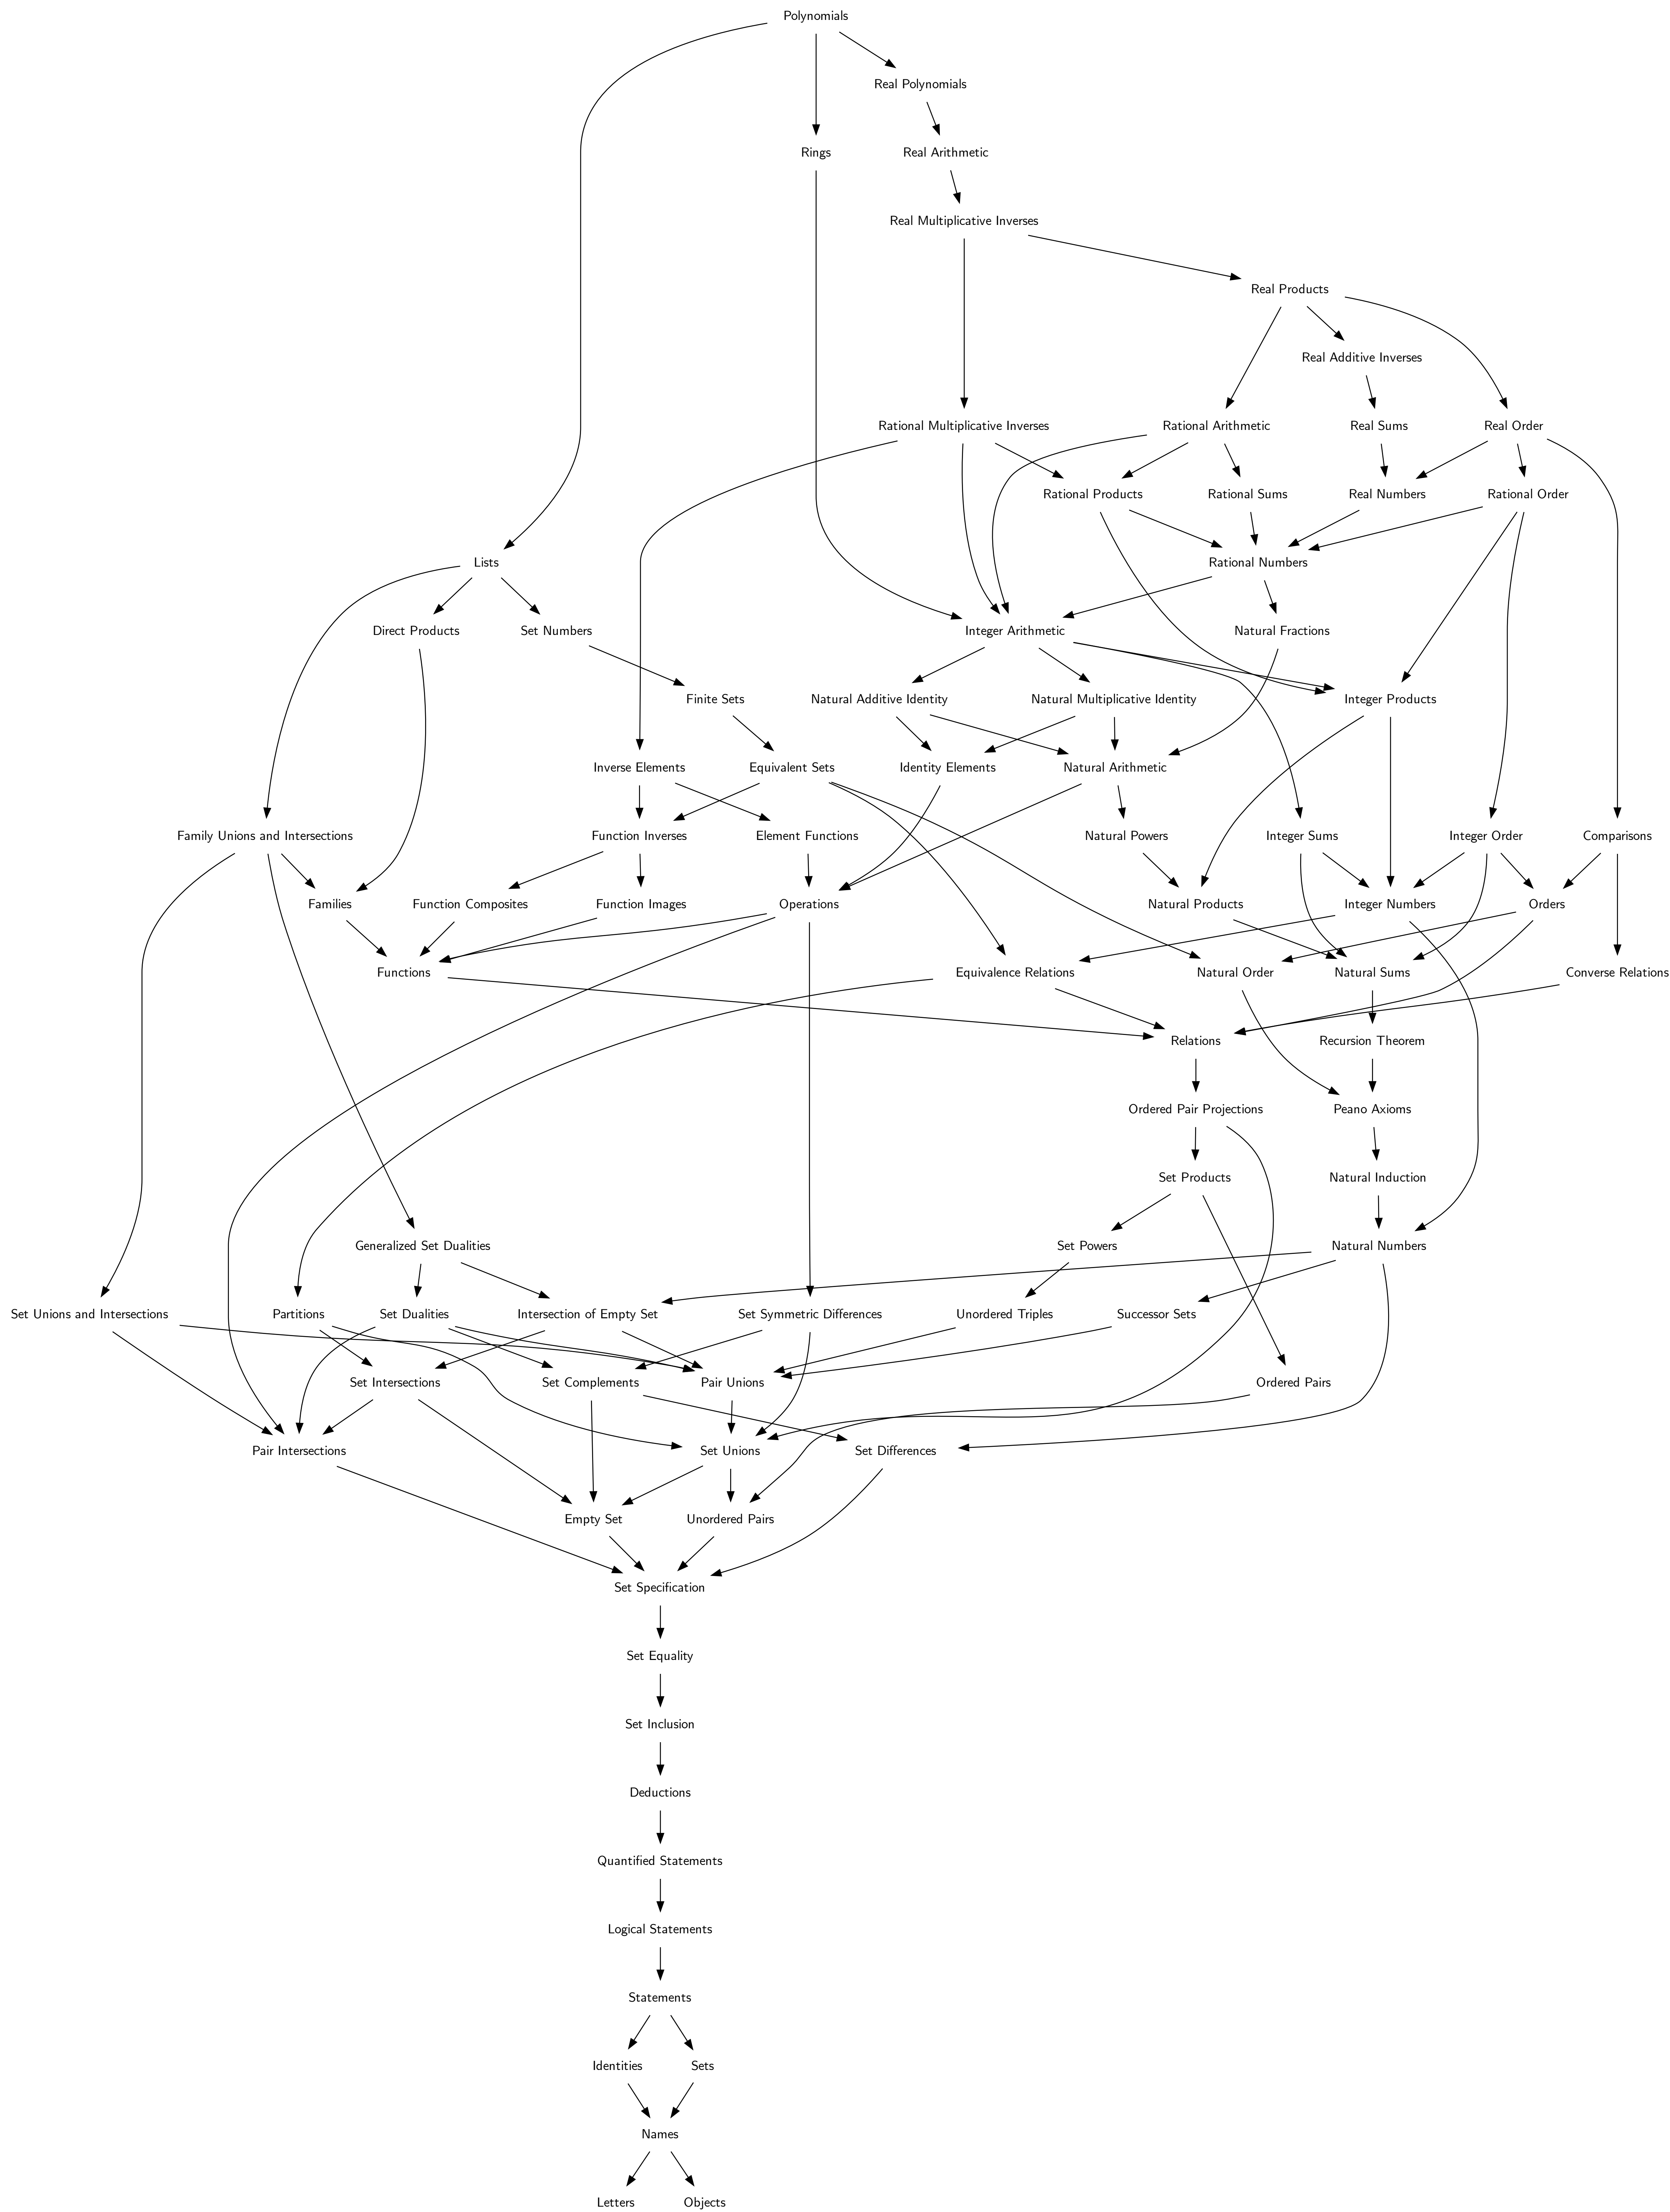 Polynomials
Real Polynomials
Rings
Real Arithmetic
Real Multiplicative Inverses
Real Products
Real Additive Inverses
Rational Multiplicative Inverses
Rational Arithmetic
Real Sums
Real Order
Rational Products
Rational Sums
Real Numbers
Rational Order
Lists
Rational Numbers
Direct Products
Set Numbers
Integer Arithmetic
Natural Fractions
Finite Sets
Natural Additive Identity
Natural Multiplicative Identity
Integer Products
Inverse Elements
Equivalent Sets
Identity Elements
Natural Arithmetic
Family Unions and Intersections
Function Inverses
Element Functions
Natural Powers
Integer Sums
Integer Order
Comparisons
Families
Function Composites
Function Images
Operations
Natural Products
Integer Numbers
Orders
Functions
Equivalence Relations
Natural Order
Natural Sums
Converse Relations
Relations
Recursion Theorem
Ordered Pair Projections
Peano Axioms
Set Products
Natural Induction
Generalized Set Dualities
Set Powers
Natural Numbers
Set Unions and Intersections
Partitions
Set Dualities
Intersection of Empty Set
Set Symmetric Differences
Unordered Triples
Successor Sets
Set Intersections
Set Complements
Pair Unions
Ordered Pairs
Pair Intersections
Set Unions
Set Differences
Empty Set
Unordered Pairs
Set Specification
Set Equality
Set Inclusion
Deductions
Quantified Statements
Logical Statements
Statements
Identities
Sets
Names
Letters
Objects